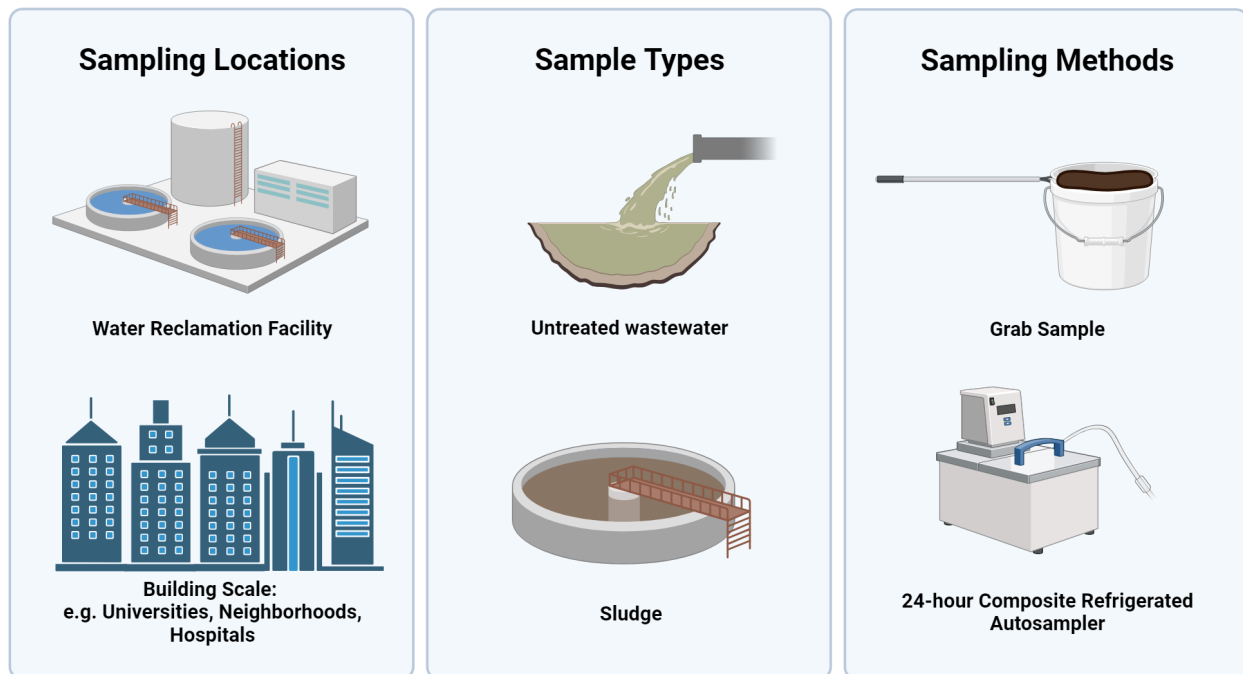 Sampling Locations
Water Reclamation Facility
Building Scale:
e.g. Universities, Neighborhoods,
Hospitals
Sample Types
Untreated wastewater
Sludge
Sampling Methods
Grab Sample
24-hour Composite Refrigerated
Autosampler